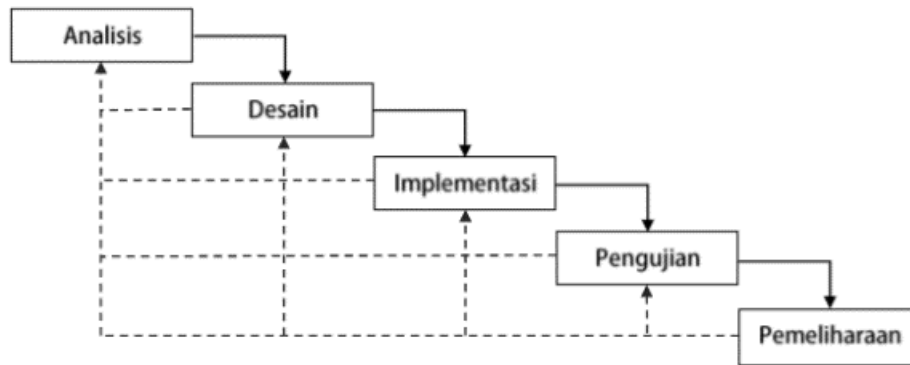 Analisis
Desain
Implementasi
Pengujian
Pemeliharaan